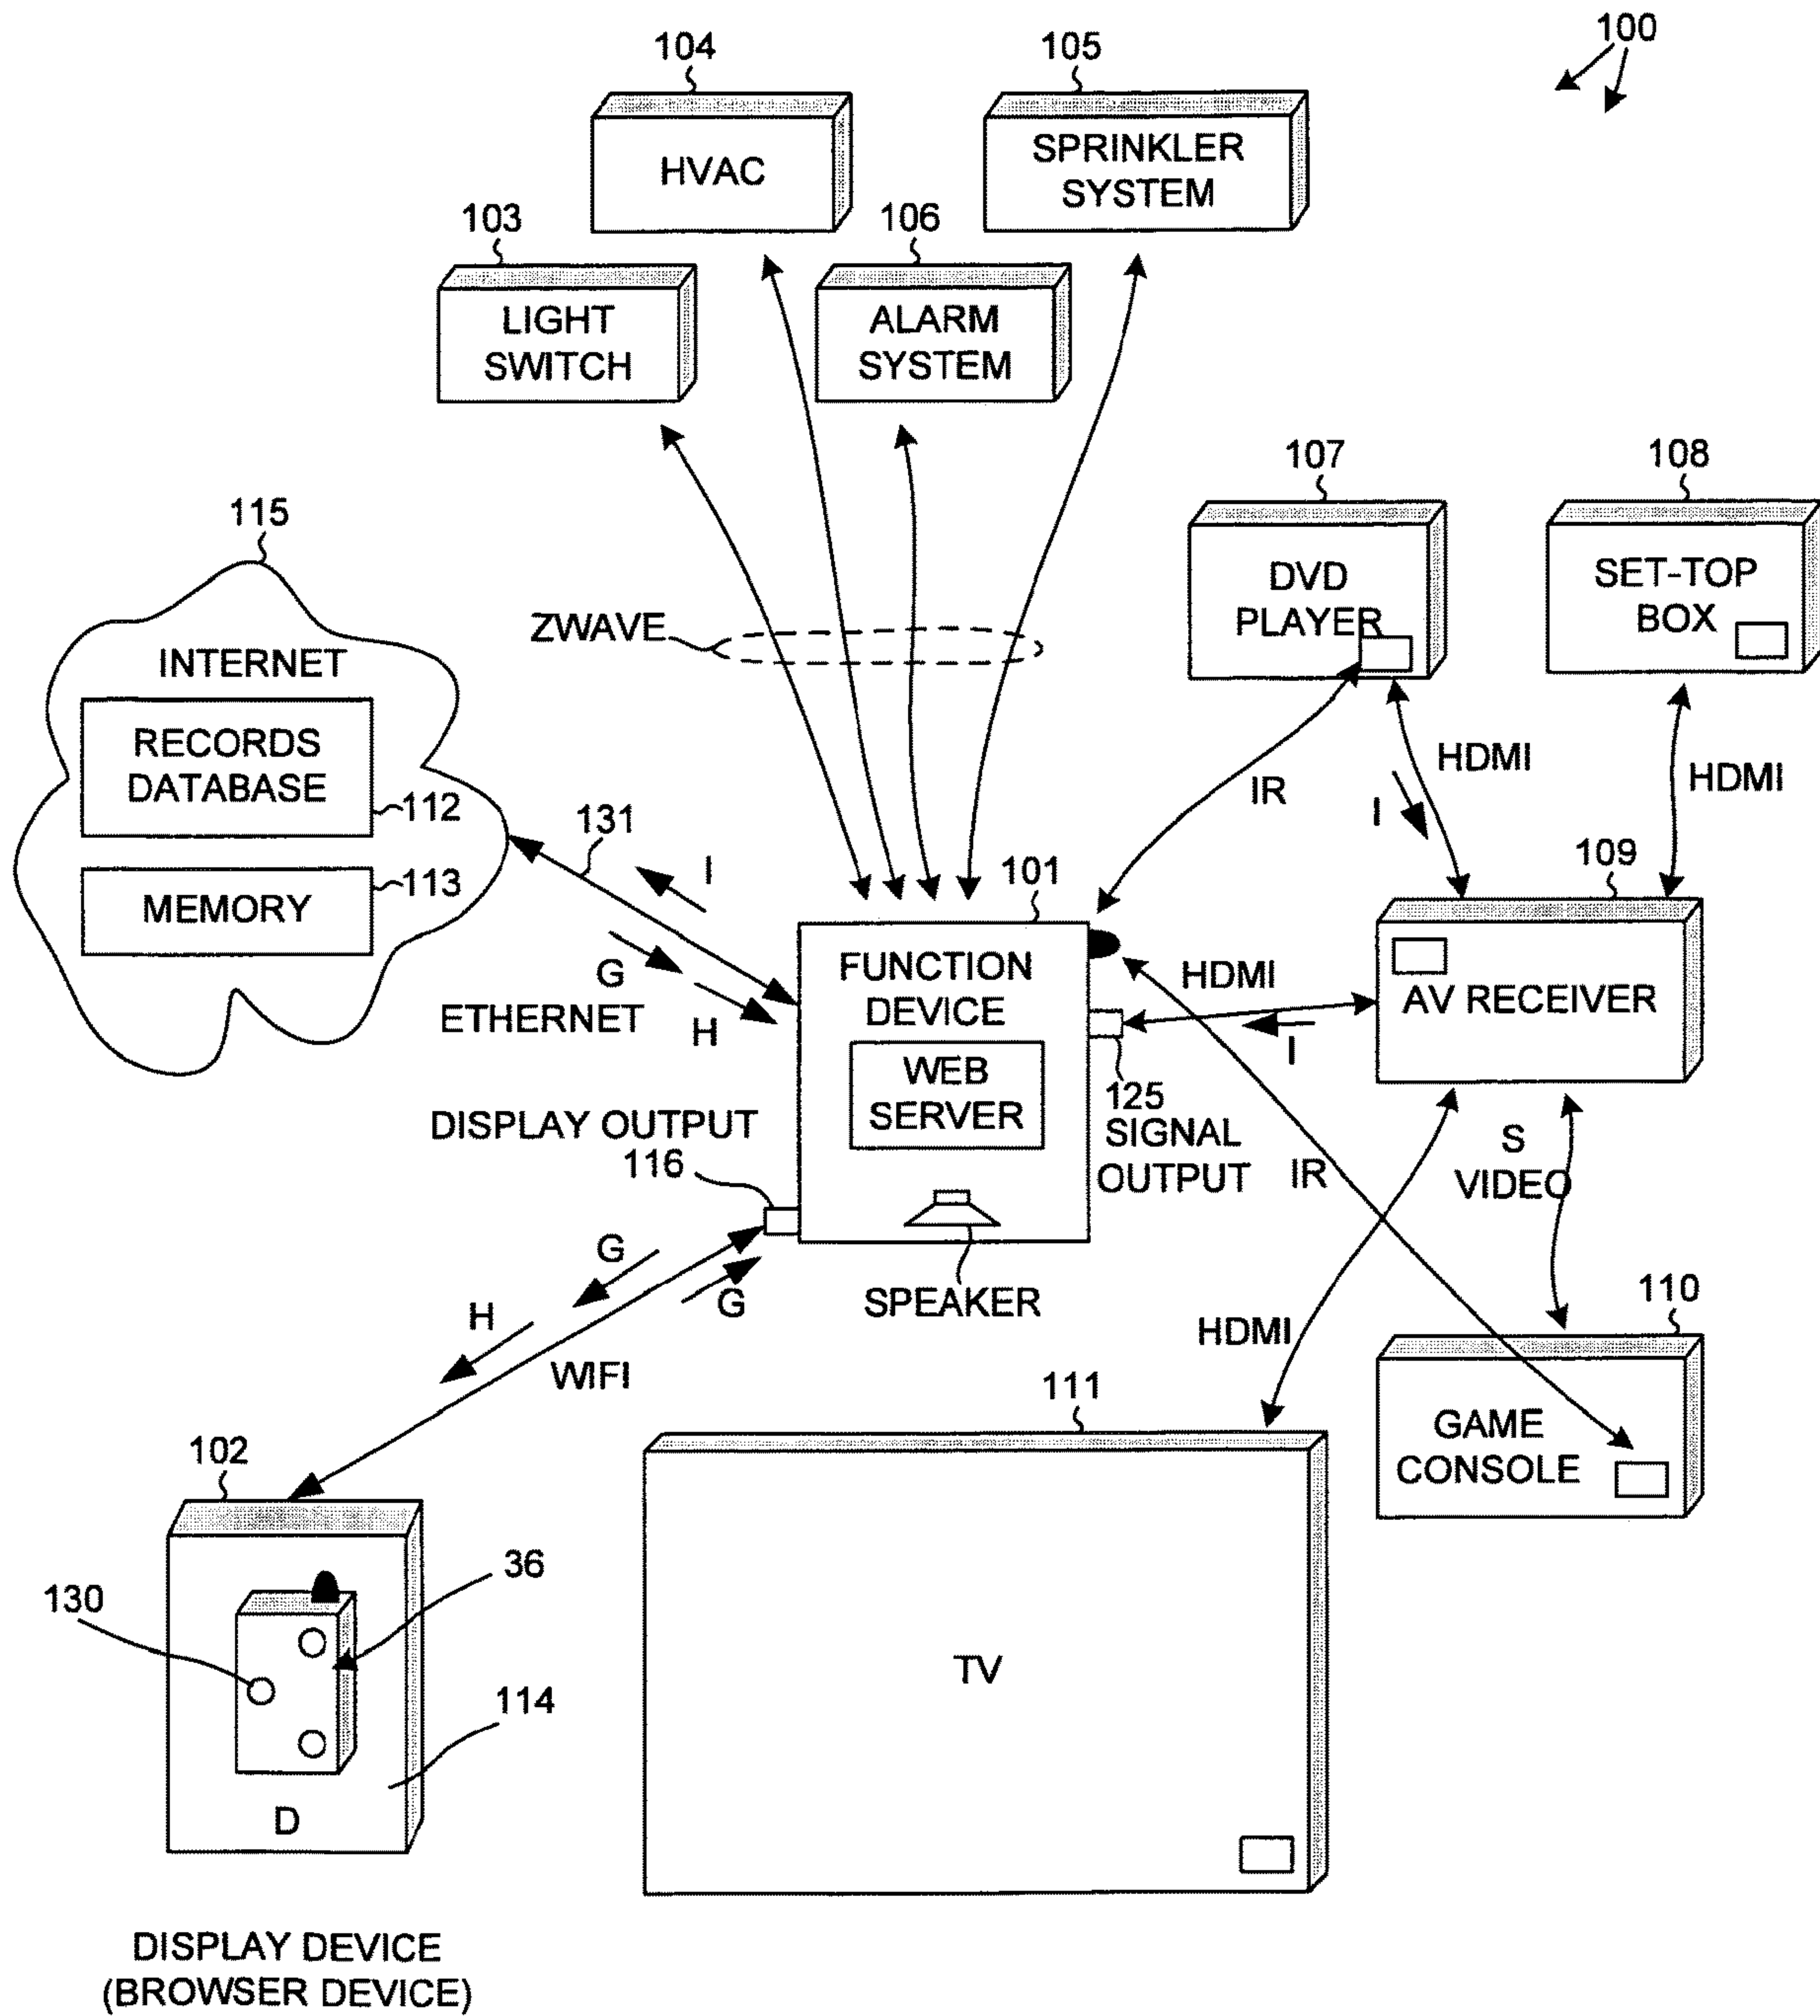 100
104
HVAC
105
SPRINKLER
SYSTEM
103
LIGHT
SWITCH
106
ALARM
SYSTEM
107
DVD
PLAYER
108
SET-TOP
BOX
115
INTERNET
RECORDS
DATABASE
112
MEMORY
113
ZWAVE
131
I
G
H
ETHERNET
IR
HDMI
I
HDMI
101
FUNCTION
DEVICE
WEB
SERVER
SPEAKER
HDMI
I
109
AV RECEIVER
125
SIGNAL
OUTPUT
DISPLAY OUTPUT
116
G
G
H
WIFI
IR
S
VIDEO
HDMI
110
GAME
CONSOLE
111
TV
102
36
130
114
D
DISPLAY DEVICE
(BROWSER DEVICE)